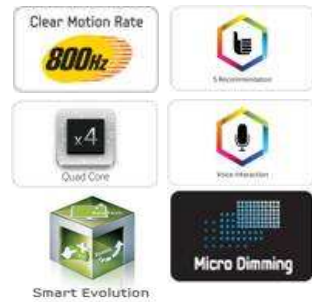 Clear Motion Rate
800Hz
S Recommendation
x4
Quad Core
Voice Interaction
Micro Dimming
Smart Evolution